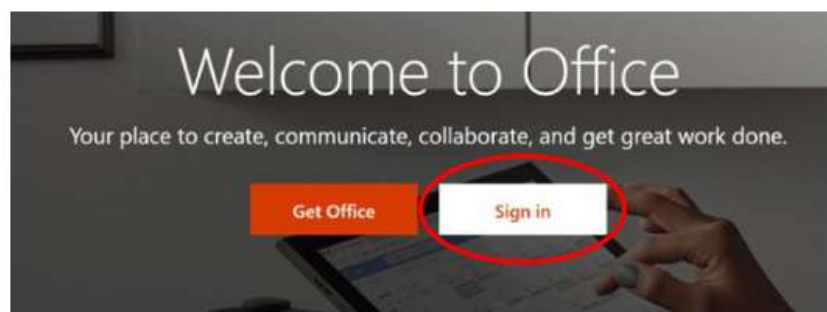 Welcome to Office
Your place to create, communicate, collaborate, and get great work done.
Get Office
Sign in